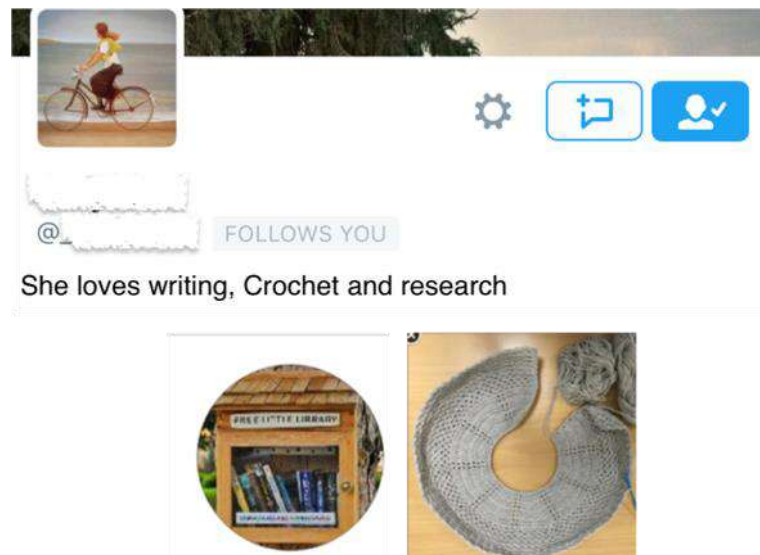 @_
FOLLOWS YOU
She loves writing, Crochet and research
FREE LITTLE LIBRARY